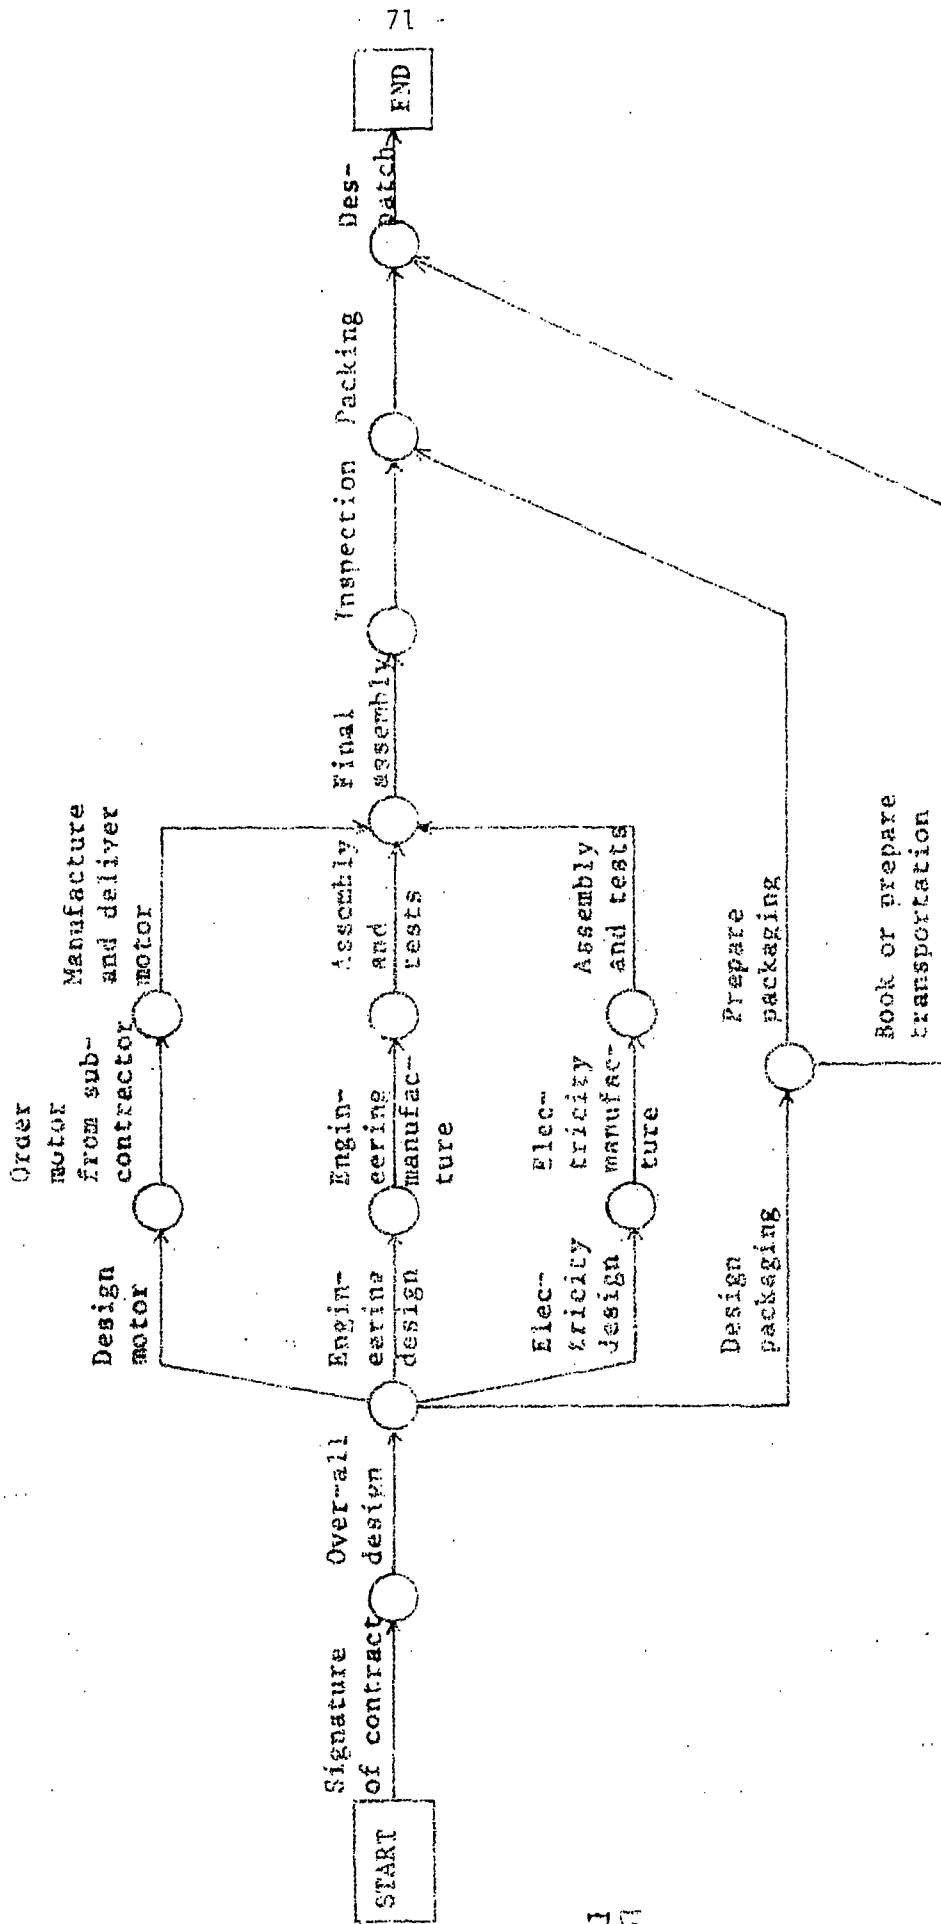 71
START
Signature
of contract
Over-all
design
Design
motor
Order
motor
from sub-
contrector
Manufacture
and deliver
motor
Engin-
eering
design
Engin-
eering
manufac-
ture
Assembly
and
tests
Elec-
tricity
design
Elec-
tricity
manufac-
ture
Assembly
and tests
Final
assembly
Inspection
Packing
Des-
patch
END
Design
packaging
Prepare
packaging
Book or prepare
transportation